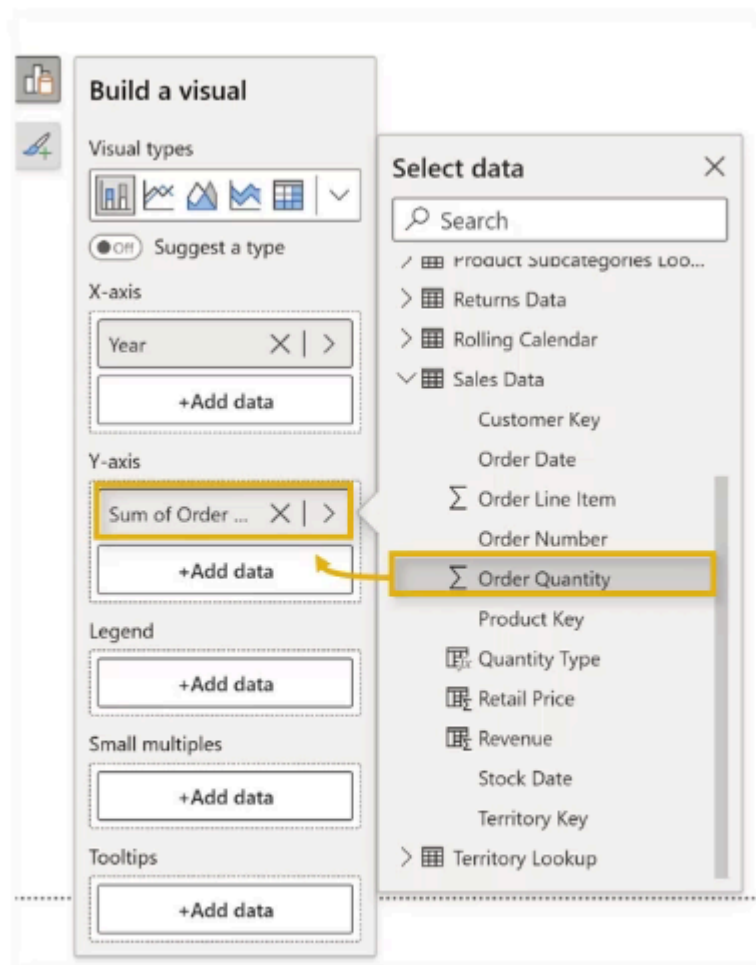 Build a visual
Visual types
Off Suggest a type
X-axis
Year
+Add data
Y-axis
Sum of Order ...
+Add data
Legend
+Add data
Small multiples
+Add data
Tooltips
+Add data
Select data
Search
Product Subcategories Loo...
Returns Data
Rolling Calendar
Sales Data
Customer Key
Order Date
Σ Order Line Item
Order Number
Σ Order Quantity
Product Key
Quantity Type
Retail Price
Revenue
Stock Date
Territory Key
Territory Lookup